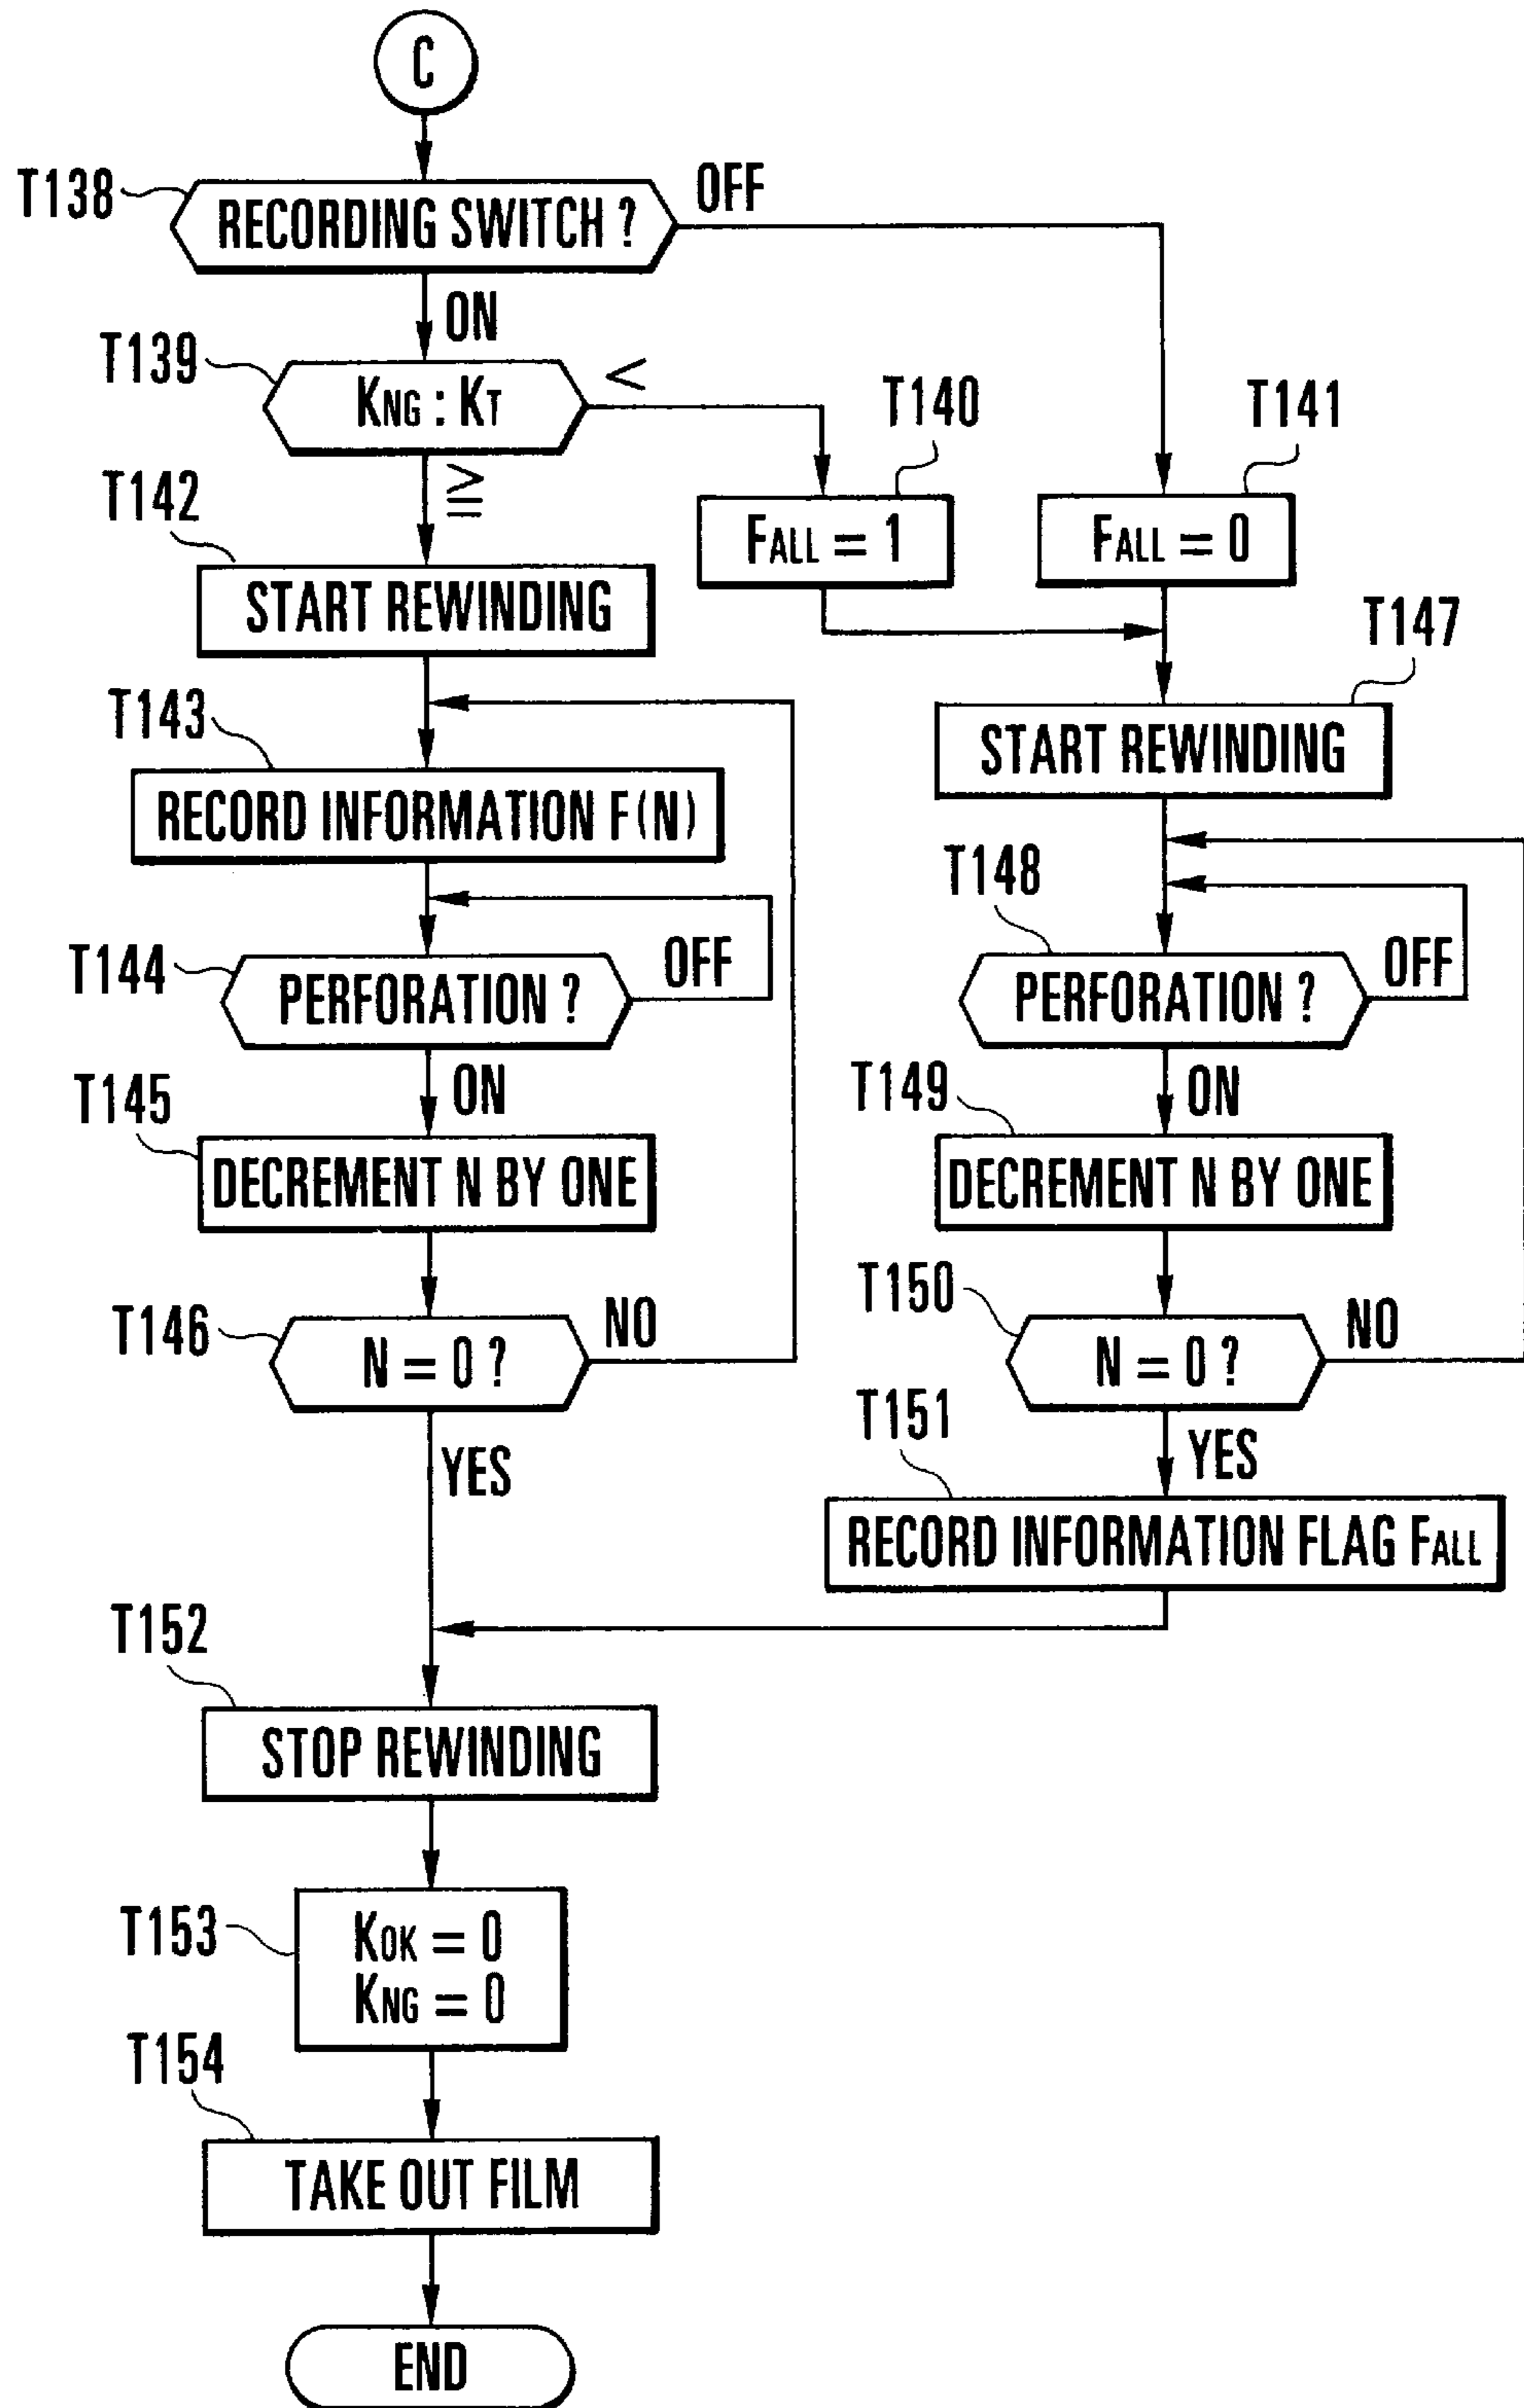 C
T138
RECORDING SWITCH ?
OFF
ON
T139
KNG : KT
<
≧
T140
FALL = 1
T141
FALL = 0
T142
START REWINDING
T147
START REWINDING
T143
RECORD INFORMATION F(N)
T144
PERFORATION ?
OFF
ON
T148
PERFORATION ?
OFF
ON
T145
DECREMENT N BY ONE
T149
DECREMENT N BY ONE
T146
N = 0 ?
NO
YES
T150
N = 0 ?
NO
YES
T151
RECORD INFORMATION FLAG FALL
T152
STOP REWINDING
T153
KOK = 0
KNG = 0
T154
TAKE OUT FILM
END